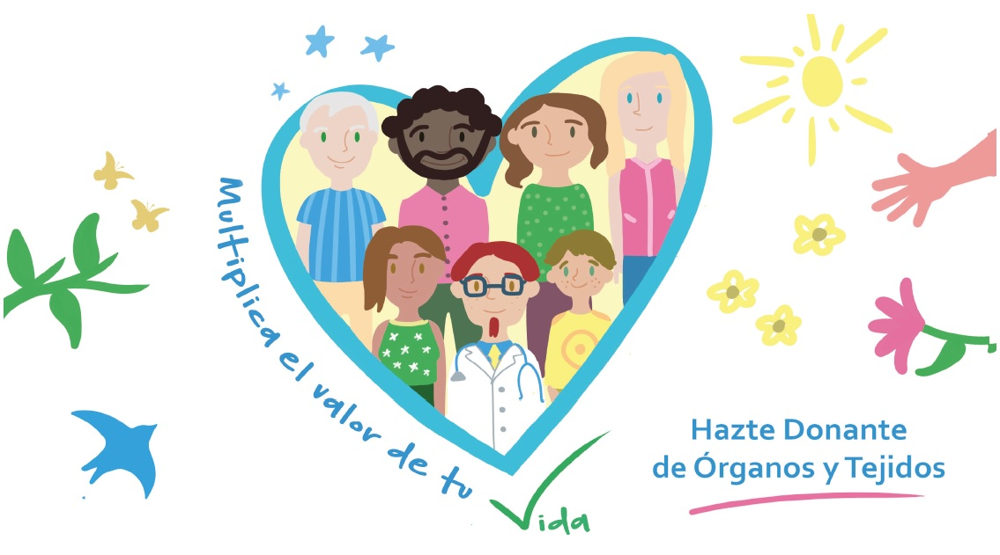 Multiplica el valor de tu Vida
Hazte Donante
de Órganos y Tejidos